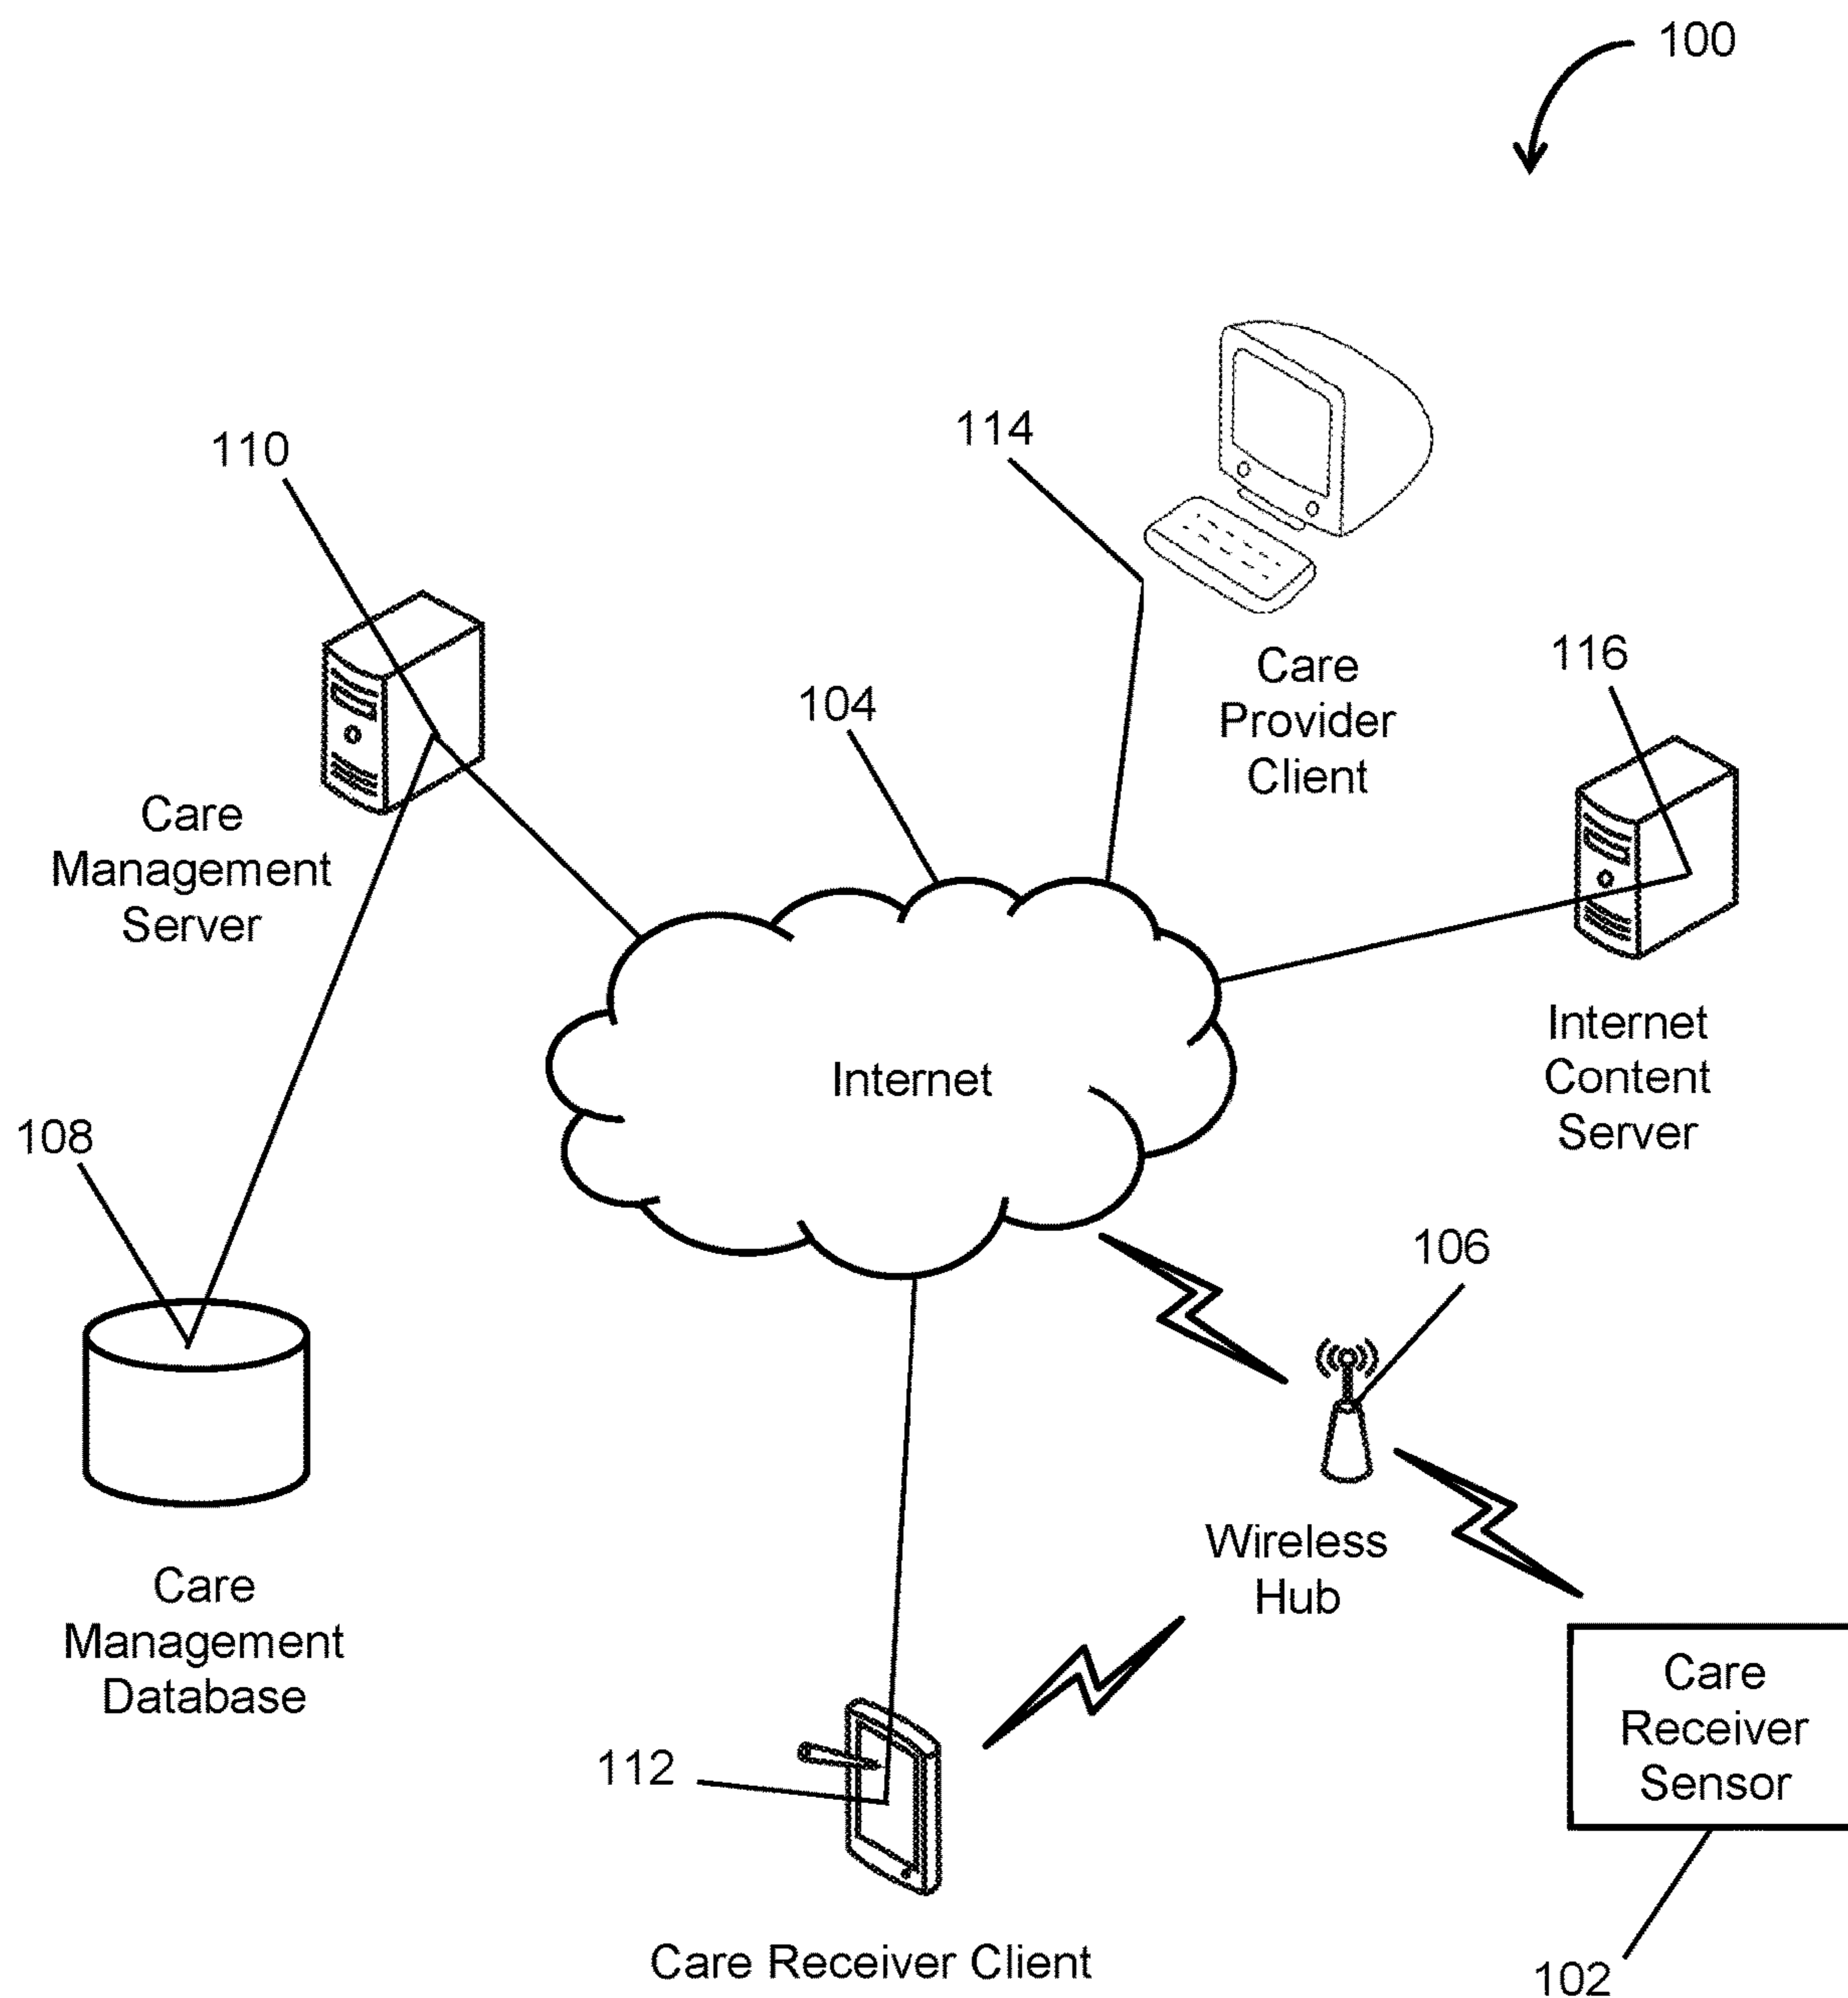 100
114
110
Care
Provider
Client
116
104
Care
Management
Server
Internet
Content
Server
Internet
108
106
Wireless
Hub
Care
Management
Database
Care
Receiver
Sensor
112
Care Receiver Client
102